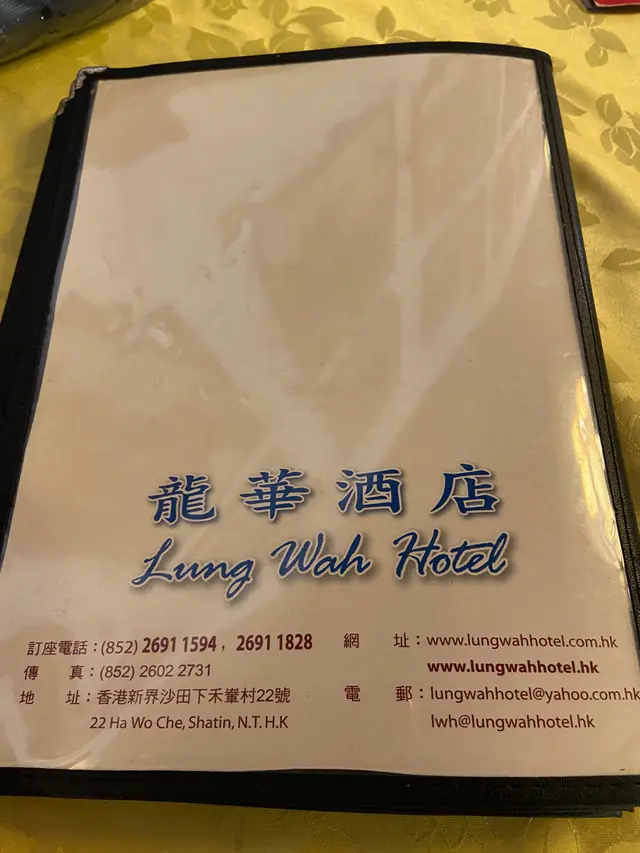 龍華酒店
Lung Wah Hotel
訂座電話：(852) 2691 1594 , 2691 1828
傳 真：(852) 2602 2731
地 址：香港新界沙田下禾輋村22號
22 Ha Wo Che, Shatin, N.T. H.K
網 址：www.lungwahhotel.com.hk
www.lungwahhotel.hk
電 郵：lungwahhotel@yahoo.com.hk
lwh@lungwahhotel.hk